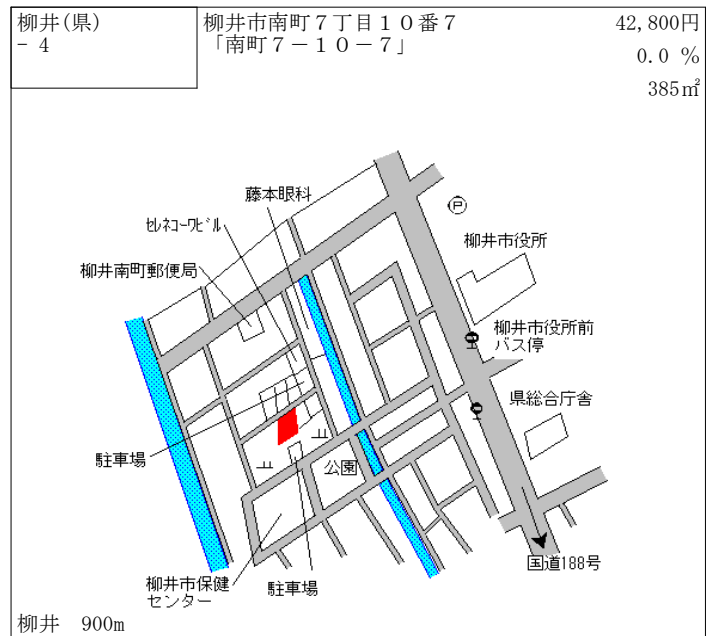 柳井(県)
－４
柳井市南町７丁目１０番７
「南町７－１０－７」
42,800円
0.0 %
385㎡
藤本眼科
ｾﾙﾈｺｰﾜﾋﾞﾙ
Ｐ
柳井市役所
柳井南町郵便局
柳井市役所前
バス停
県総合庁舎
駐車場
公園
国道188号
柳井市保健
センター
駐車場
柳井　900m